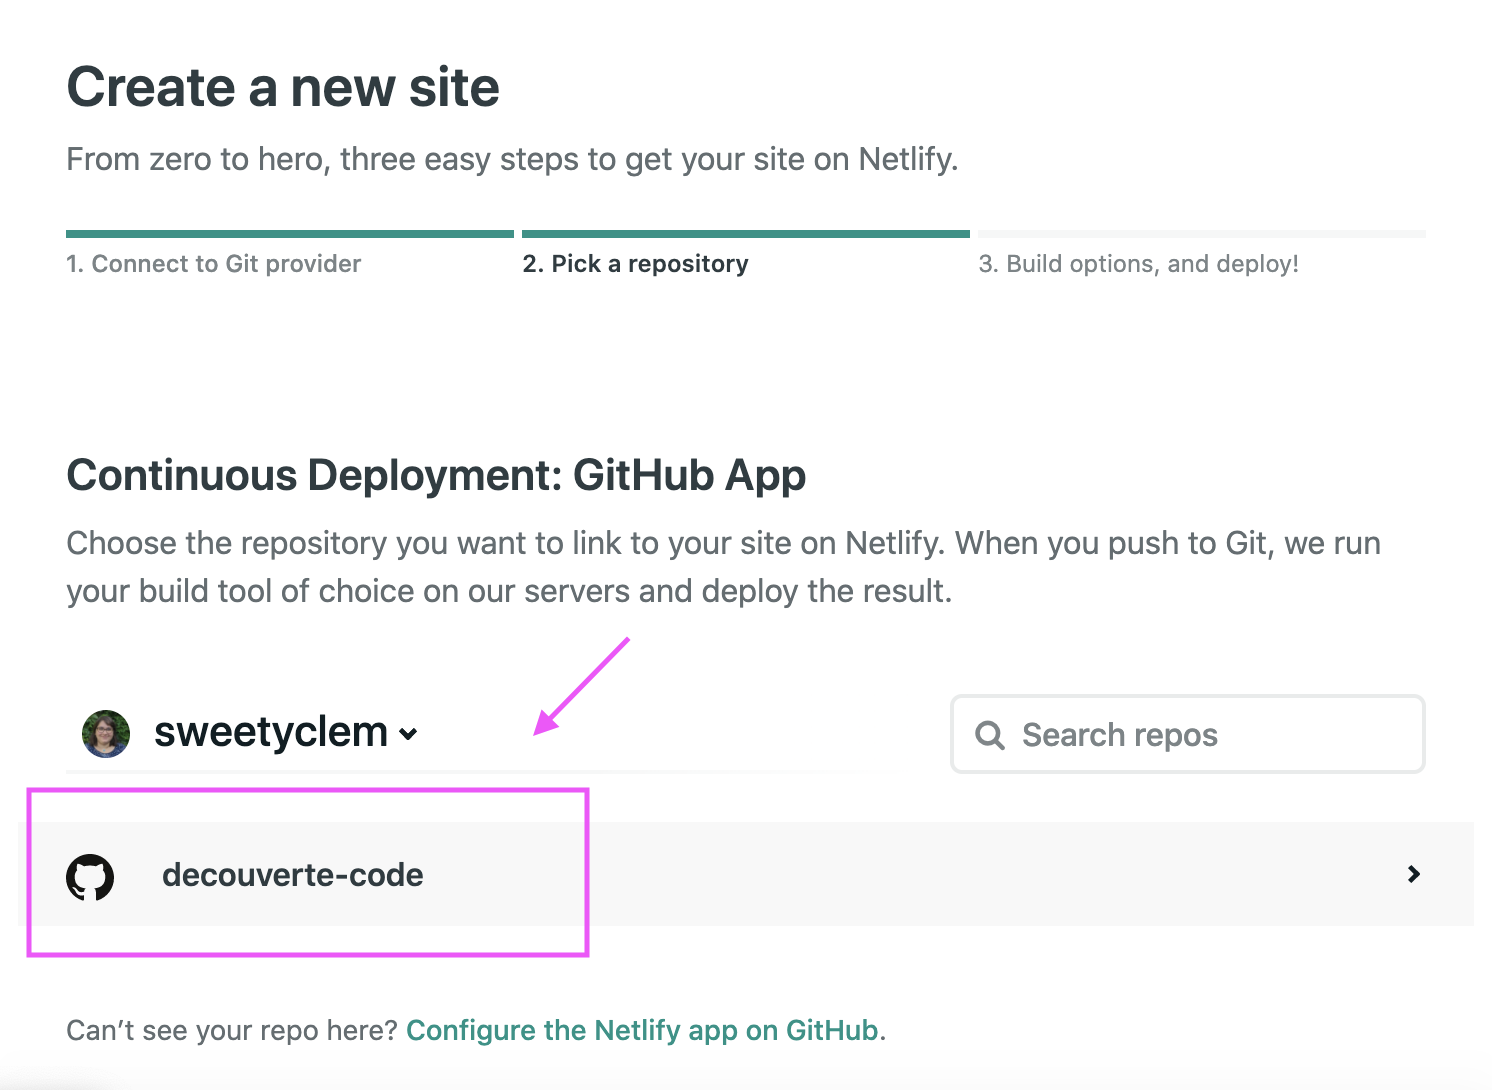 Create a new site
From zero to hero, three easy steps to get your site on Netlify.
1. Connect to Git provider
2. Pick a repository
3. Build options, and deploy!
Continuous Deployment: GitHub App
Choose the repository you want to link to your site on Netlify. When you push to Git, we run
your build tool of choice on our servers and deploy the result.
sweetyclem
Search repos
decouverte-code
Can’t see your repo here? Configure the Netlify app on GitHub.